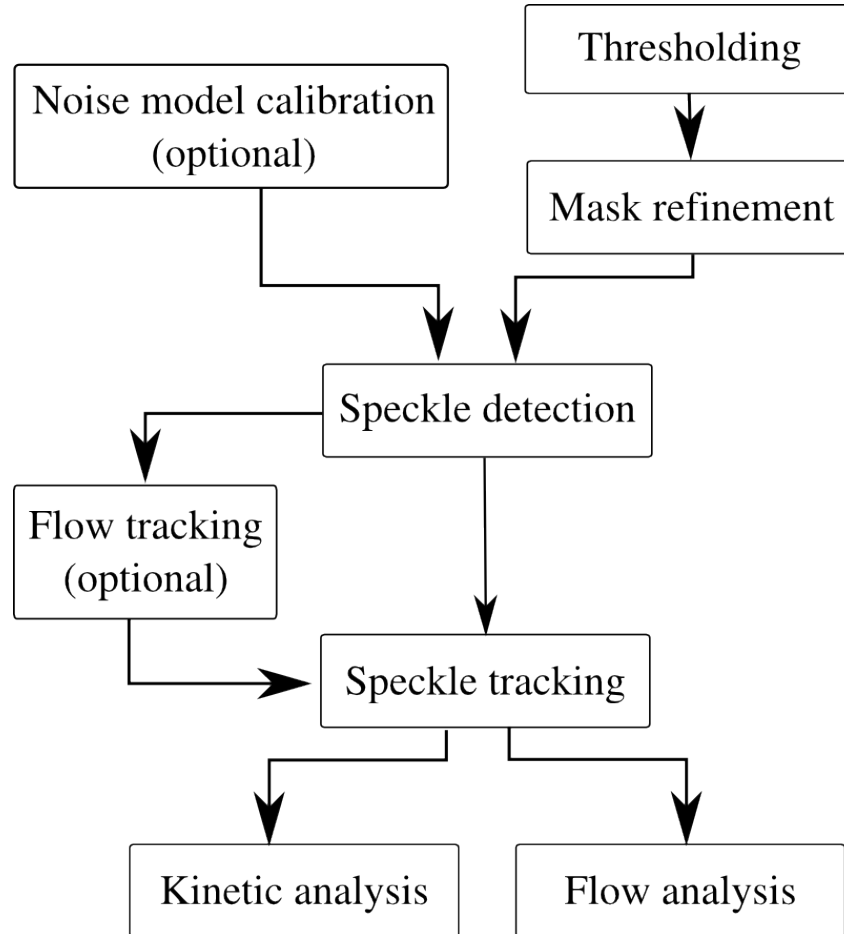 Thresholding
Noise model calibration
(optional)
Mask refinement
Speckle detection
Flow tracking
(optional)
Speckle tracking
Kinetic analysis
Flow analysis